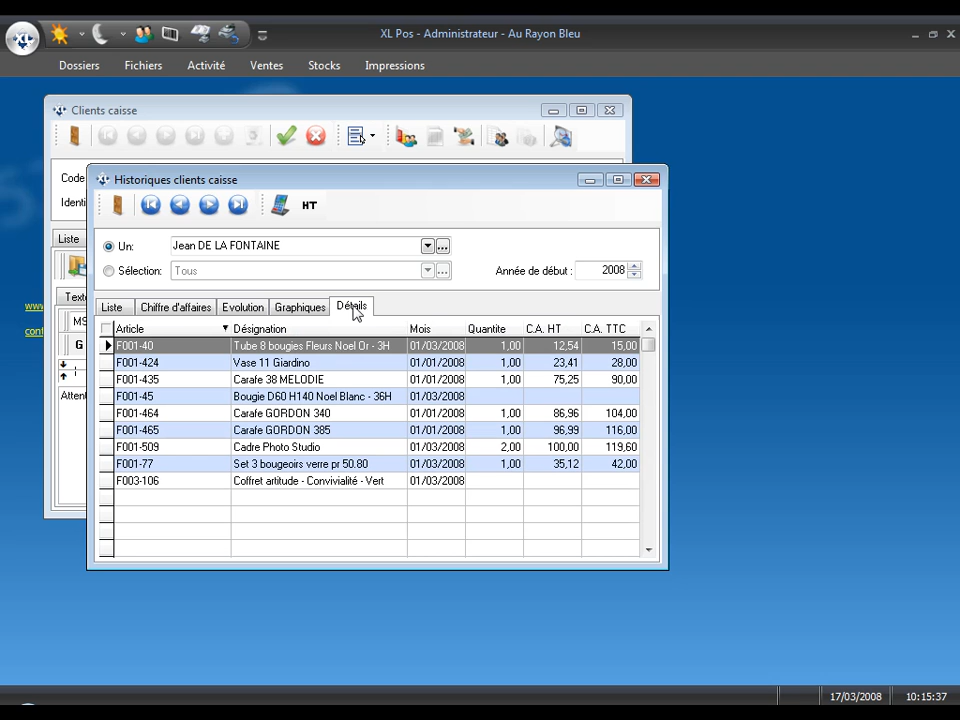 XL Pos - Administrateur - Au Rayon Bleu
Dossiers Fichiers Activité Ventes Stocks Impressions
Clients caisse
Code
Identi
Liste
Texte
MS
G
Attent
www
conf
Historiques clients caisse
HT
Un: Jean DE LA FONTAINE
Sélection: Tous Année de début : 2008
Liste Chiffre d'affaires Evolution Graphiques Détails
Article Désignation Mois Quantite C.A. HT C.A. TTC
F001-40 Tube 8 bougies Fleurs Noel Or - 3H 01/03/2008 1,00 12,54 15,00
F001-424 Vase 11 Giardino 01/01/2008 1,00 23,41 28,00
F001-435 Carafe 38 MELODIE 01/01/2008 1,00 75,25 90,00
F001-45 Bougie D60 H140 Noel Blanc - 36H 01/03/2008
F001-464 Carafe GORDON 340 01/01/2008 1,00 86,96 104,00
F001-465 Carafe GORDON 385 01/01/2008 1,00 96,99 116,00
F001-509 Cadre Photo Studio 01/03/2008 2,00 100,00 119,60
F001-77 Set 3 bougeoirs verre pr 50.80 01/03/2008 1,00 35,12 42,00
F003-106 Coffret artitude - Convivialité - Vert 01/03/2008
17/03/2008 10:15:37